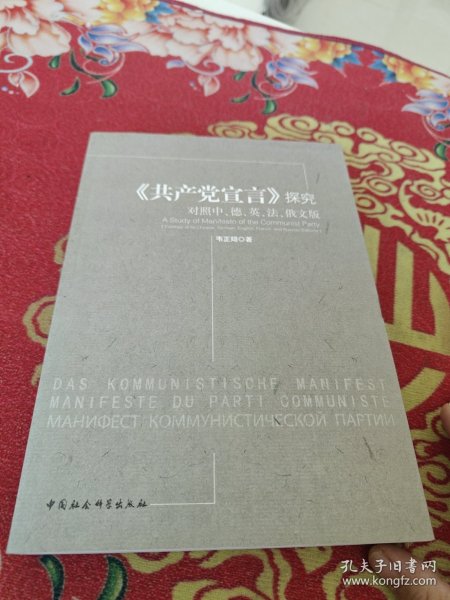 《共产党宣言》探究
对照中、德、英、法、俄文版
A Study of Manifesto of the Communist Party
韦正翔◎著
DAS KOMMUNISTISCHE MANIFEST
MANIFESTE DU PARTI COMMUNISTE
МАНИФЕСТ КОММУНИСТИЧЕСКОЙ ПАРТИИ
中国社会科学出版社
孔夫子旧书网
www.kongfz.com